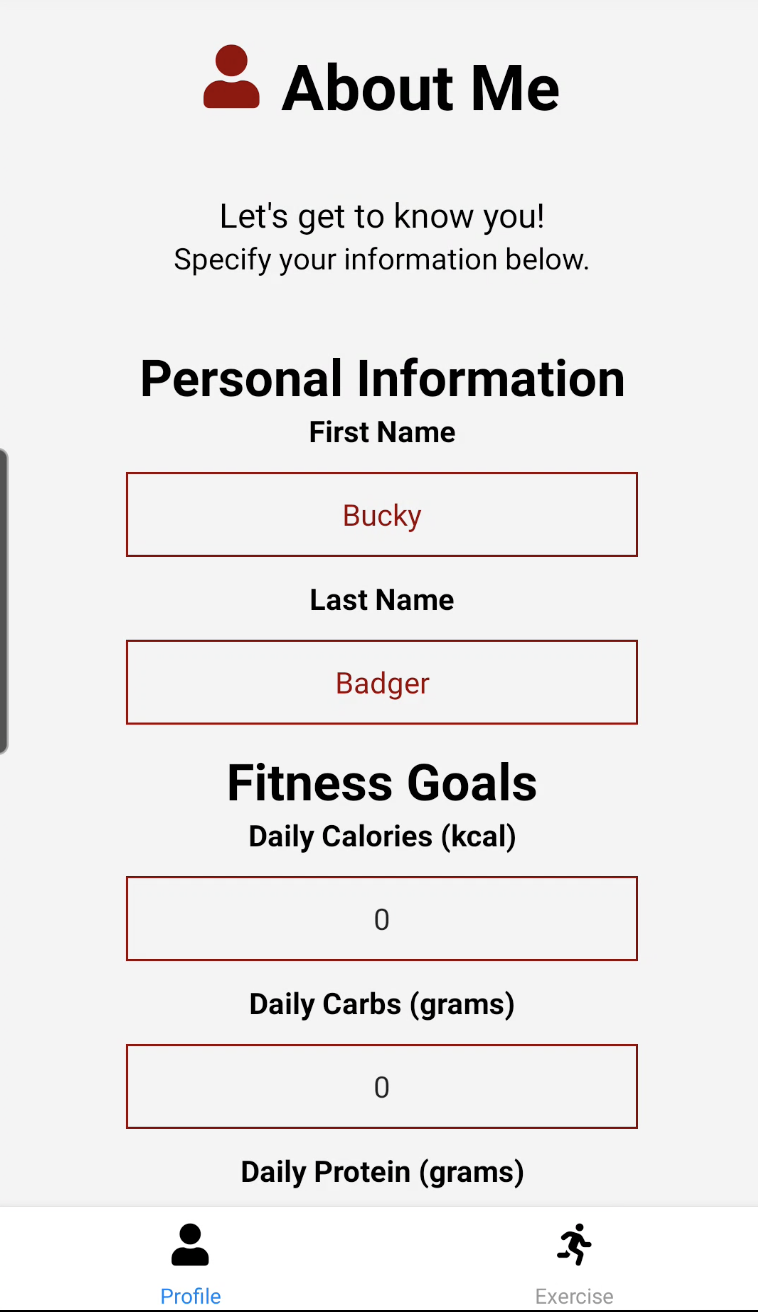 About Me
Let's get to know you!
Specify your information below.
Personal Information
First Name
Bucky
Last Name
Badger
Fitness Goals
Daily Calories (kcal)
0
Daily Carbs (grams)
0
Daily Protein (grams)
Profile
Exercise